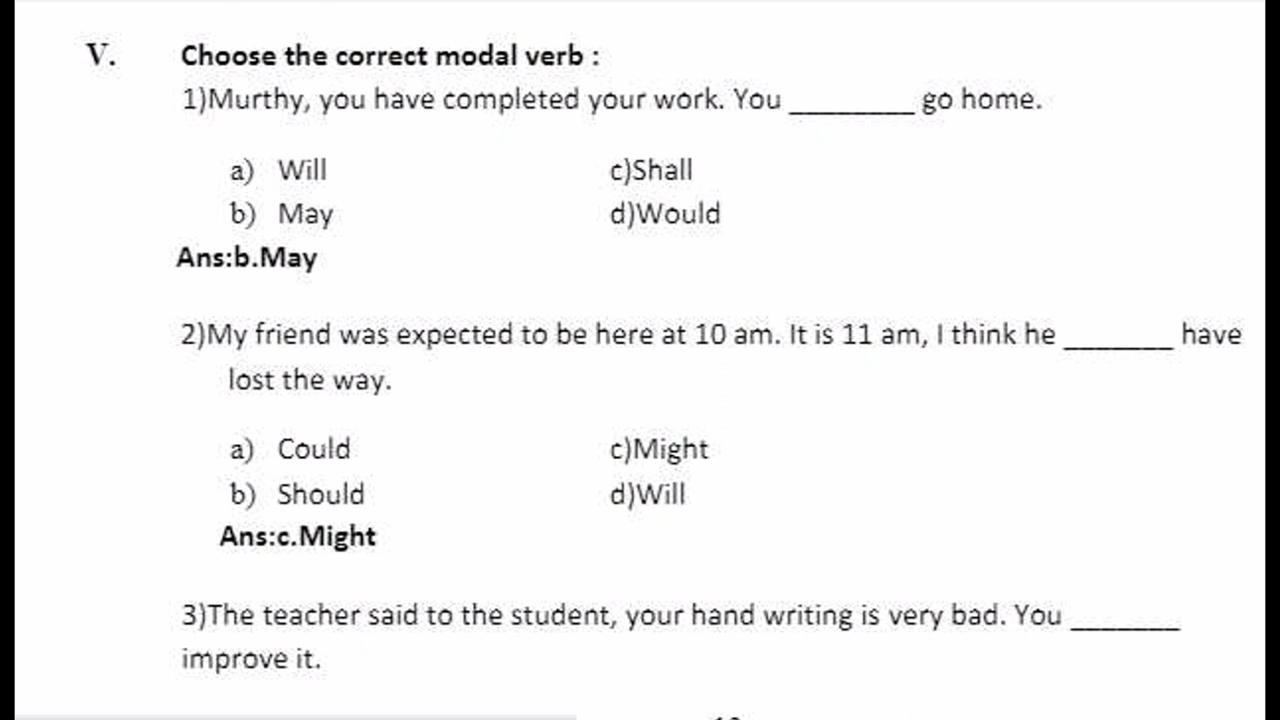 V. Choose the correct modal verb :
1)Murthy, you have completed your work. You ________ go home.
a) Will c)Shall
b) May d)Would
Ans:b.May
2)My friend was expected to be here at 10 am. It is 11 am, I think he _______ have
lost the way.
a) Could c)Might
b) Should d)Will
Ans:c.Might
3)The teacher said to the student, your hand writing is very bad. You _______
improve it.